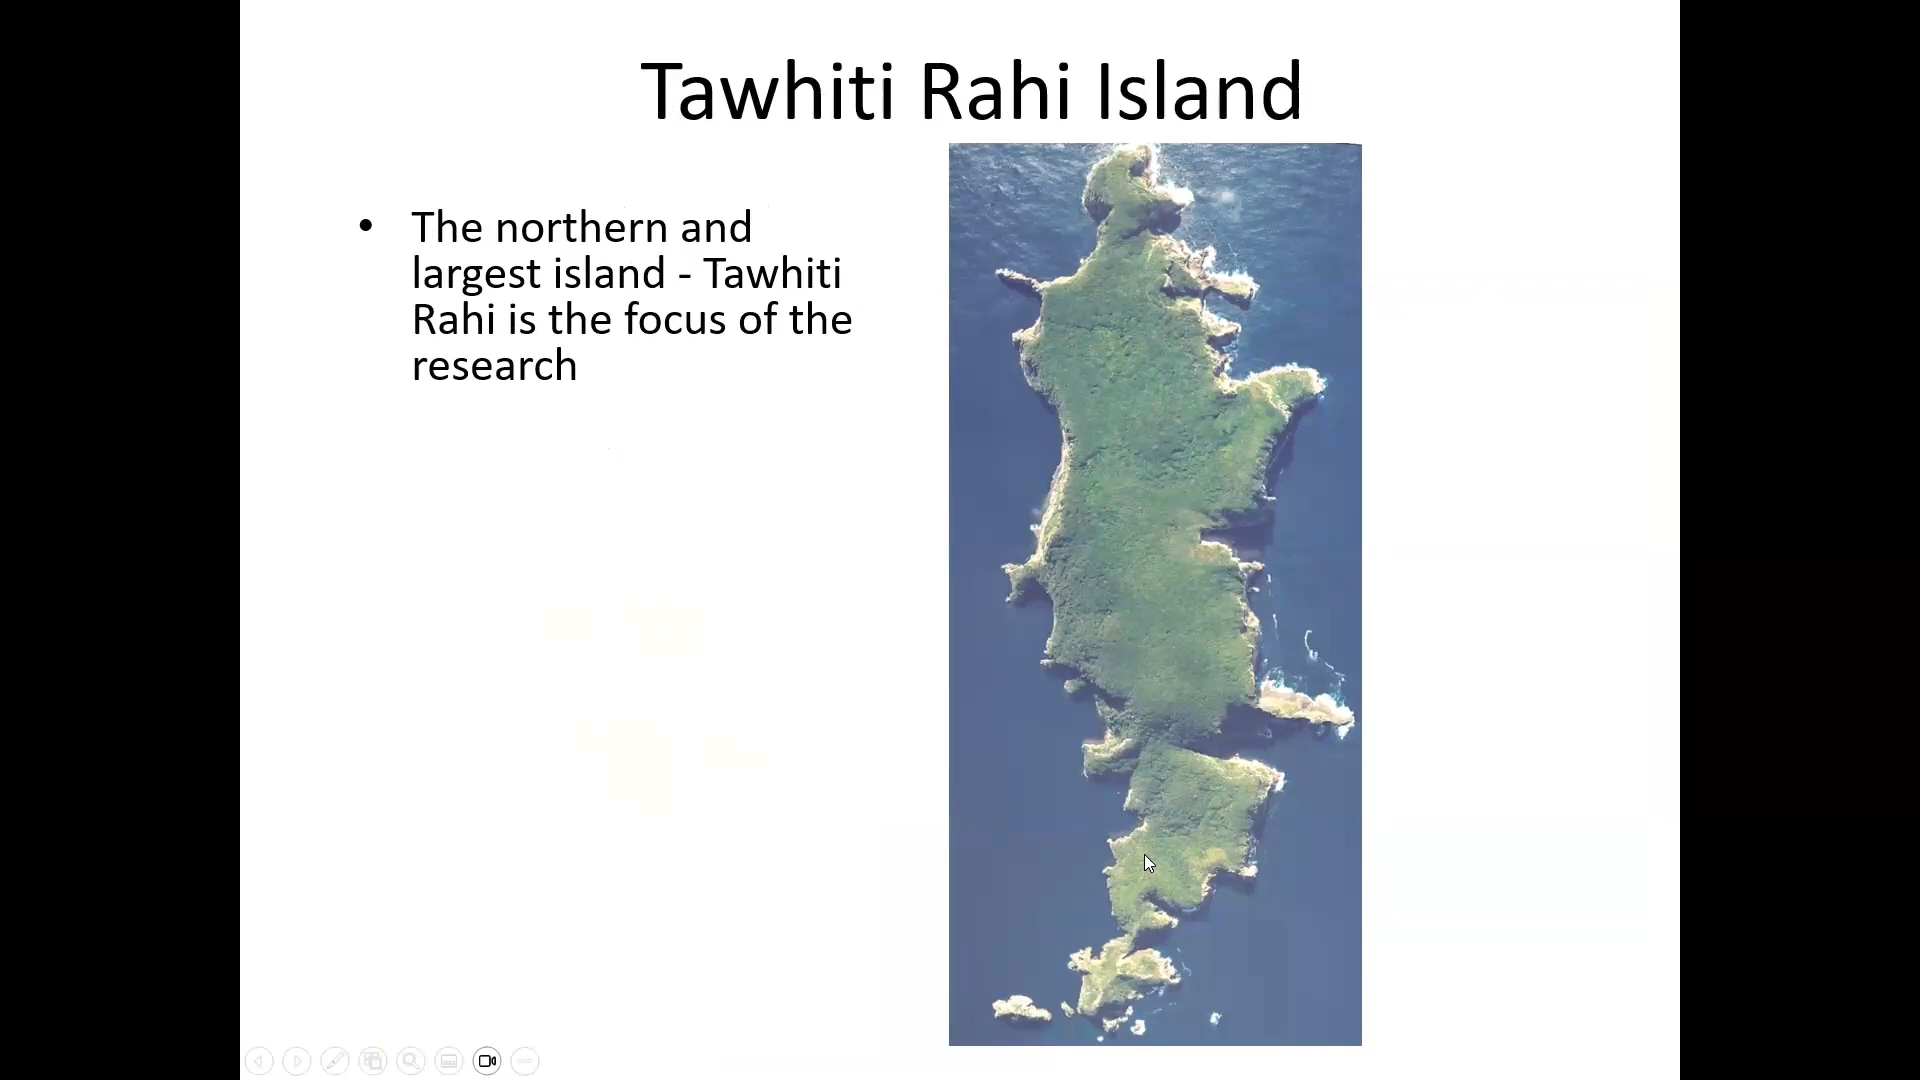 Tawhiti Rahi Island
• The northern and
largest island - Tawhiti
Rahi is the focus of the
research